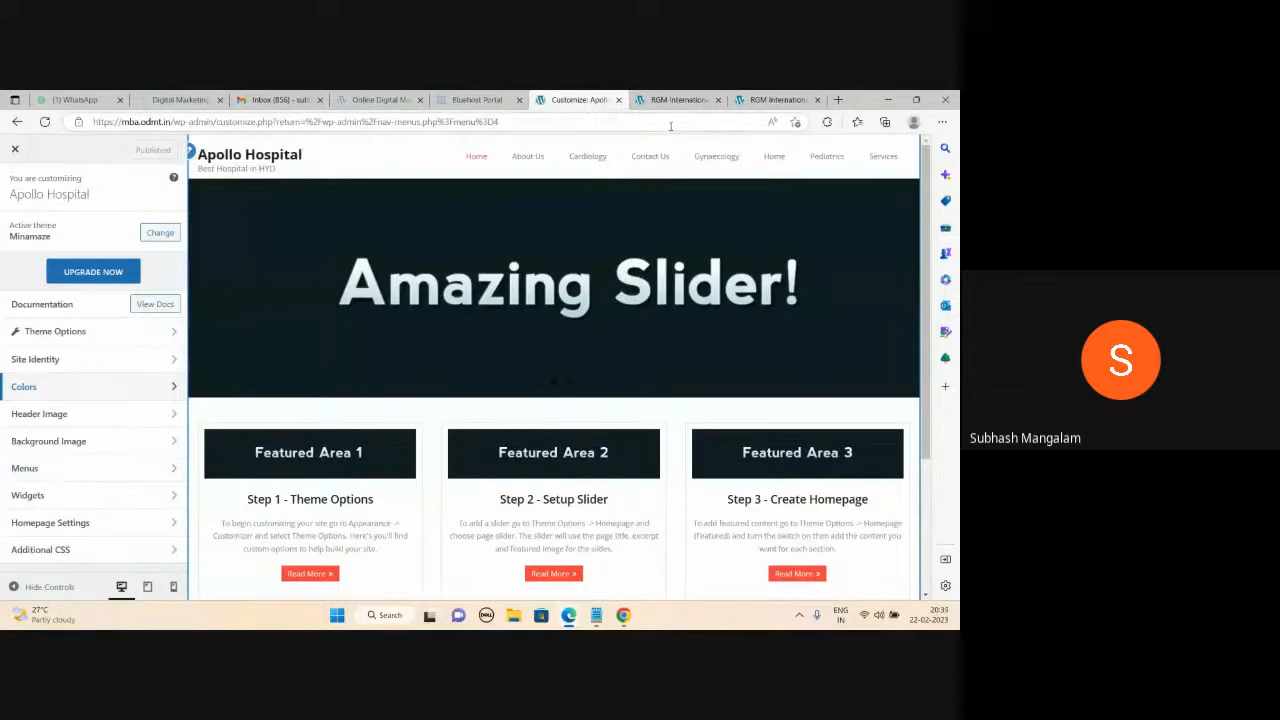 (1) WhatsApp
Digital Marketing
Inbox (856) - sub
Online Digital M
Bluehost Portal
Customize: Apoll
RGM Internationa
RGM Internation
https://mba.odmt.in/wp-admin/customize.php?return=%2Fwp-admin%2Fnav-menus.php%3Fmenu%3D4
Published
You are customizing
Apollo Hospital
Active theme
Minamaze
Change
UPGRADE NOW
Documentation
View Docs
Theme Options
Site Identity
Colors
Header Image
Background Image
Menus
Widgets
Homepage Settings
Additional CSS
Hide Controls
Apollo Hospital
Best Hospital in HYD
Home About Us Cardiology Contact Us Gynaecology Home Pediatrics Services
Amazing Slider!
Featured Area 1
Step 1 - Theme Options
To begin customizing your site go to Appearance ->
Customizer and select Theme Options. Here's you'll find
custom options to help build your site.
Read More »
Featured Area 2
Step 2 - Setup Slider
To add a slider go to Theme Options -> Homepage and
choose page slider. The slider will use the page title, excerpt
and featured image for the slides.
Read More »
Featured Area 3
Step 3 - Create Homepage
To add featured content go to Theme Options -> Homepage
(Featured) and turn the switch on then add the content you
want for each section.
Read More »
27°C
Partly cloudy
Search
DELL
ENG
IN
20:35
22-02-2023
S
Subhash Mangalam